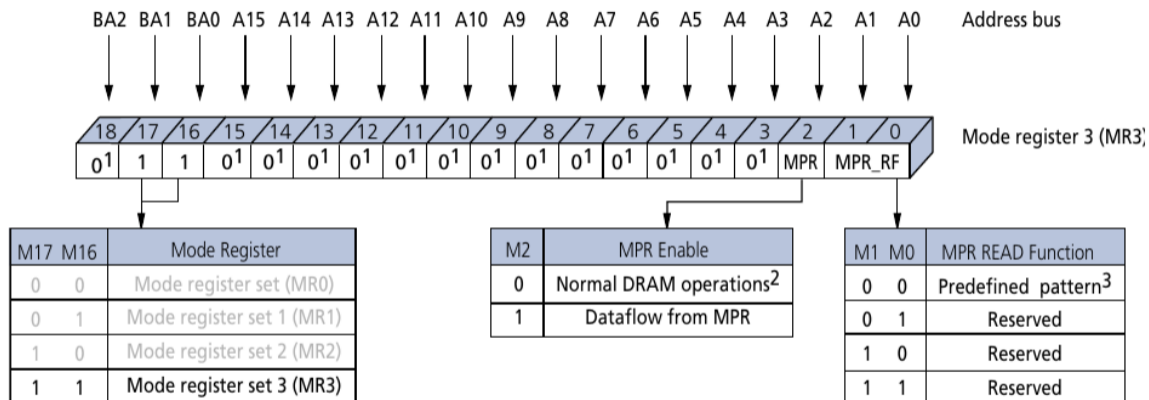 BA2 BA1 BA0 A15 A14 A13 A12 A11 A10 A9 A8 A7 A6 A5 A4 A3 A2 A1 A0 Address bus
18 17 16 15 14 13 12 11 10 9 8 7 6 5 4 3 2 1 0 Mode register 3 (MR3)
0¹ 1 1 0¹ 0¹ 0¹ 0¹ 0¹ 0¹ 0¹ 0¹ 0¹ 0¹ 0¹ 0¹ 0¹ MPR MPR_RF
M17 M16 Mode Register
0 0 Mode register set (MR0)
0 1 Mode register set 1 (MR1)
1 0 Mode register set 2 (MR2)
1 1 Mode register set 3 (MR3)
M2 MPR Enable
0 Normal DRAM operations²
1 Dataflow from MPR
M1 M0 MPR READ Function
0 0 Predefined pattern³
0 1 Reserved
1 0 Reserved
1 1 Reserved